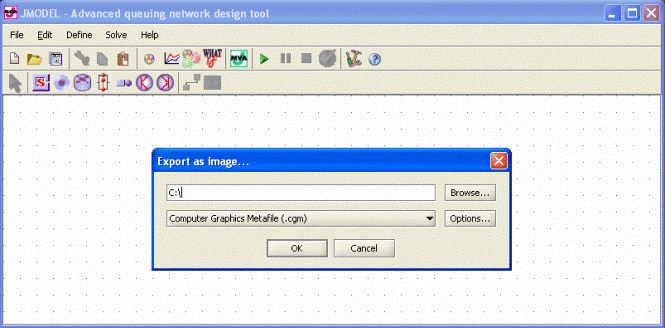 JMODEL - Advanced queuing network design tool
File Edit Define Solve Help
WHAT IF MVA
S
Export as image...
C:\ Browse...
Computer Graphics Metafile (.cgm) Options...
OK Cancel